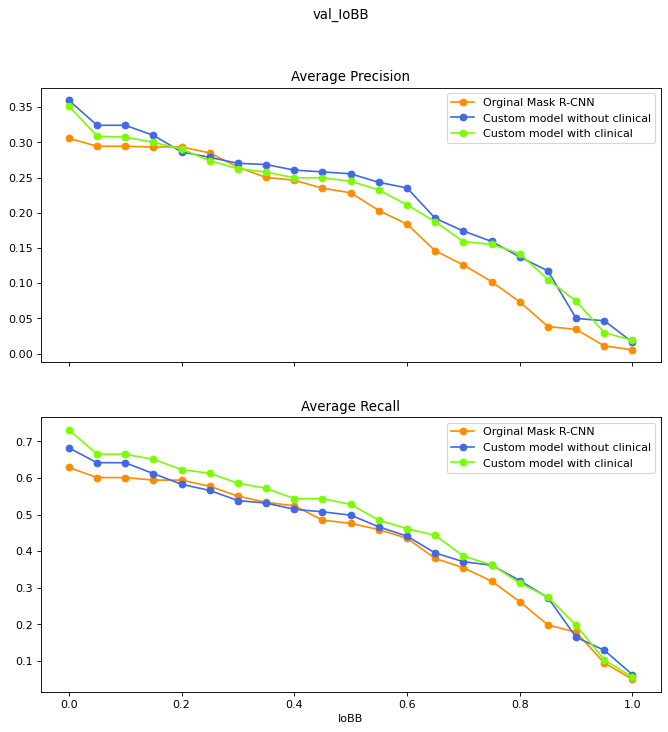 val_IoBB
Average Precision
Orginal Mask R-CNN
Custom model without clinical
Custom model with clinical
0.35
0.30
0.25
0.20
0.15
0.10
0.05
0.00
Average Recall
Orginal Mask R-CNN
Custom model without clinical
Custom model with clinical
0.7
0.6
0.5
0.4
0.3
0.2
0.1
0.0 0.2 0.4 0.6 0.8 1.0
IoBB